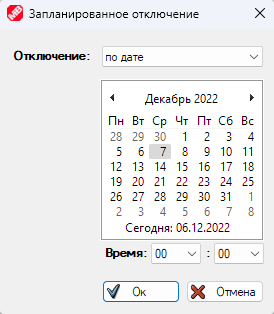 Запланированное отключение
Отключение: по дате
Декабрь 2022
Пн Вт Ср Чт Пт Сб Вс
28 29 30 1 2 3 4
5 6 7 8 9 10 11
12 13 14 15 16 17 18
19 20 21 22 23 24 25
26 27 28 29 30 31 1
2 3 4 5 6 7 8
Сегодня: 06.12.2022
Время: 00 : 00
Ок Отмена